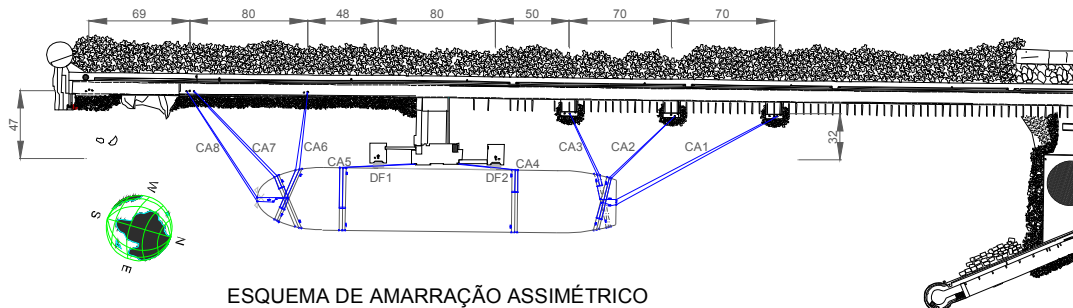 69 80 48 80 50 70 70
47
32
CA8 CA7 CA6 CA5 DF1 DF2 CA4 CA3 CA2 CA1
W
S
N
E
ESQUEMA DE AMARRAÇÃO ASSIMÉTRICO